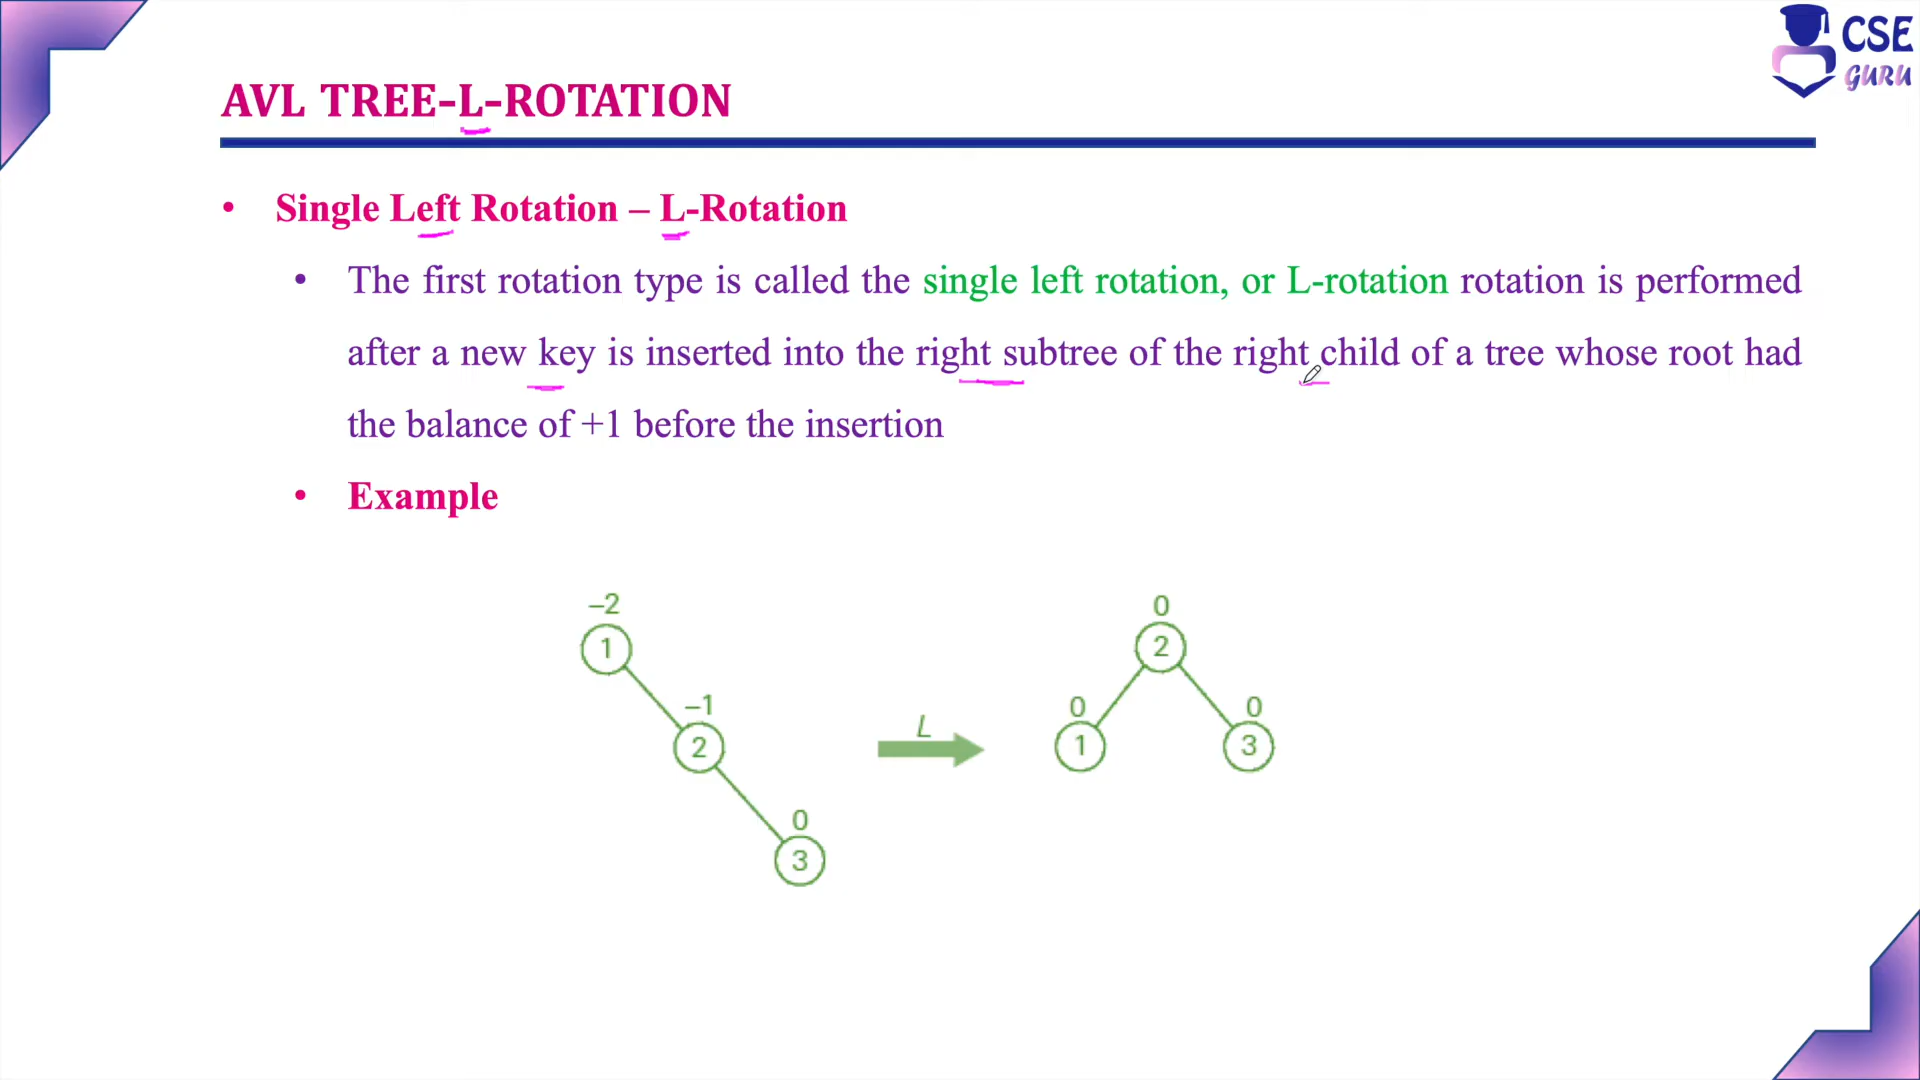 CSE
GURU
AVL TREE-L-ROTATION
• Single Left Rotation – L-Rotation
• The first rotation type is called the single left rotation, or L-rotation rotation is performed
after a new key is inserted into the right subtree of the right child of a tree whose root had
the balance of +1 before the insertion
• Example
–2
1
–1
2
0
3
L
0
2
0
1
0
3